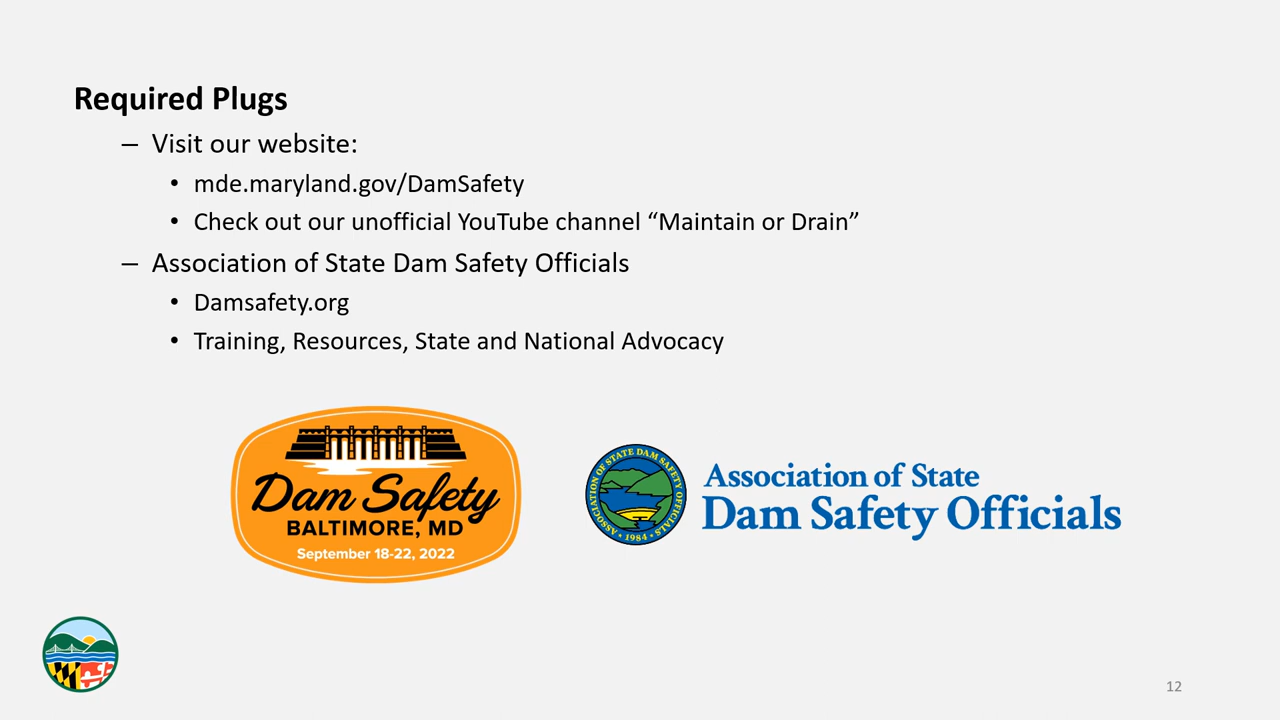 Required Plugs
– Visit our website:
• mde.maryland.gov/DamSafety
• Check out our unofficial YouTube channel “Maintain or Drain”
– Association of State Dam Safety Officials
• Damsafety.org
• Training, Resources, State and National Advocacy
Dam Safety
BALTIMORE, MD
September 18-22, 2022
ASSOCIATION OF STATE DAM SAFETY OFFICIALS
• 1984 •
Association of State
Dam Safety Officials
12